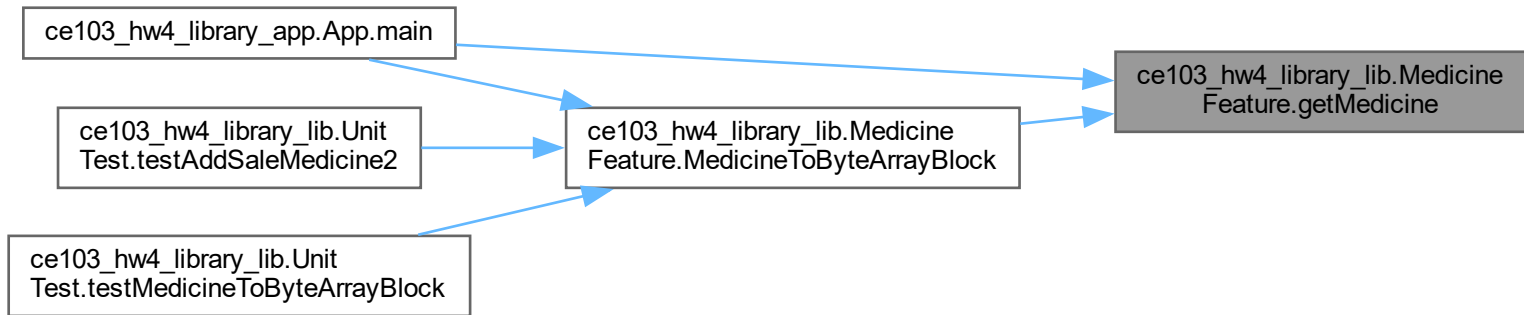 ce103_hw4_library_app.App.main
ce103_hw4_library_lib.Medicine
Feature.getMedicine
ce103_hw4_library_lib.Unit
Test.testAddSaleMedicine2
ce103_hw4_library_lib.Medicine
Feature.MedicineToByteArrayBlock
ce103_hw4_library_lib.Unit
Test.testMedicineToByteArrayBlock